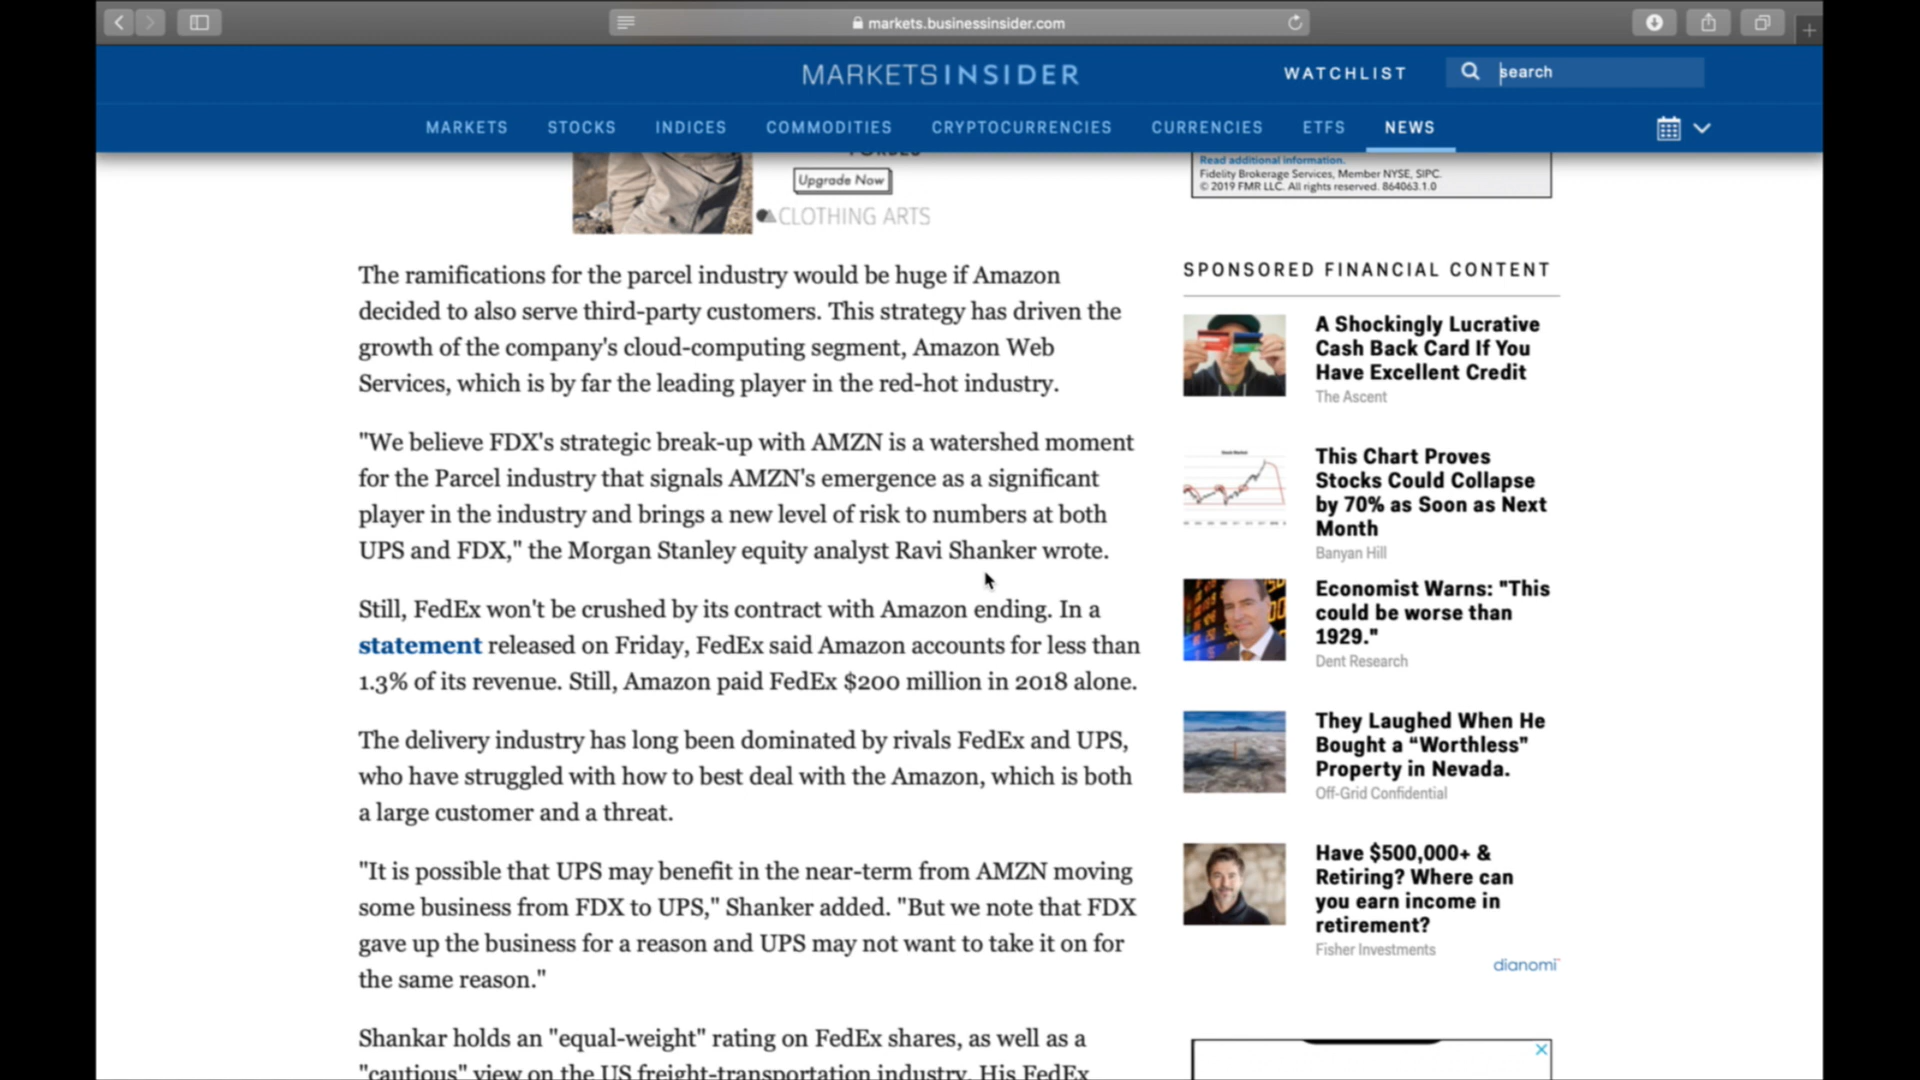 markets.businessinsider.com
MARKETS INSIDER
WATCHLIST
search
MARKETS STOCKS INDICES COMMODITIES CRYPTOCURRENCIES CURRENCIES ETFS NEWS
Upgrade Now
CLOTHING ARTS
Read additional information.
Fidelity Brokerage Services, Member NYSE, SIPC.
© 2019 FMR LLC. All rights reserved. 864063.1.0
The ramifications for the parcel industry would be huge if Amazon
decided to also serve third-party customers. This strategy has driven the
growth of the company's cloud-computing segment, Amazon Web
Services, which is by far the leading player in the red-hot industry.
"We believe FDX's strategic break-up with AMZN is a watershed moment
for the Parcel industry that signals AMZN's emergence as a significant
player in the industry and brings a new level of risk to numbers at both
UPS and FDX," the Morgan Stanley equity analyst Ravi Shanker wrote.
Still, FedEx won't be crushed by its contract with Amazon ending. In a
statement released on Friday, FedEx said Amazon accounts for less than
1.3% of its revenue. Still, Amazon paid FedEx $200 million in 2018 alone.
The delivery industry has long been dominated by rivals FedEx and UPS,
who have struggled with how to best deal with the Amazon, which is both
a large customer and a threat.
"It is possible that UPS may benefit in the near-term from AMZN moving
some business from FDX to UPS," Shanker added. "But we note that FDX
gave up the business for a reason and UPS may not want to take it on for
the same reason."
Shankar holds an "equal-weight" rating on FedEx shares, as well as a
"cautious" view on the US freight-transportation industry. His FedEx
SPONSORED FINANCIAL CONTENT
A Shockingly Lucrative
Cash Back Card If You
Have Excellent Credit
The Ascent
This Chart Proves
Stocks Could Collapse
by 70% as Soon as Next
Month
Banyan Hill
Economist Warns: "This
could be worse than
1929."
Dent Research
They Laughed When He
Bought a “Worthless”
Property in Nevada.
Off-Grid Confidential
Have $500,000+ &
Retiring? Where can
you earn income in
retirement?
Fisher Investments
dianomi